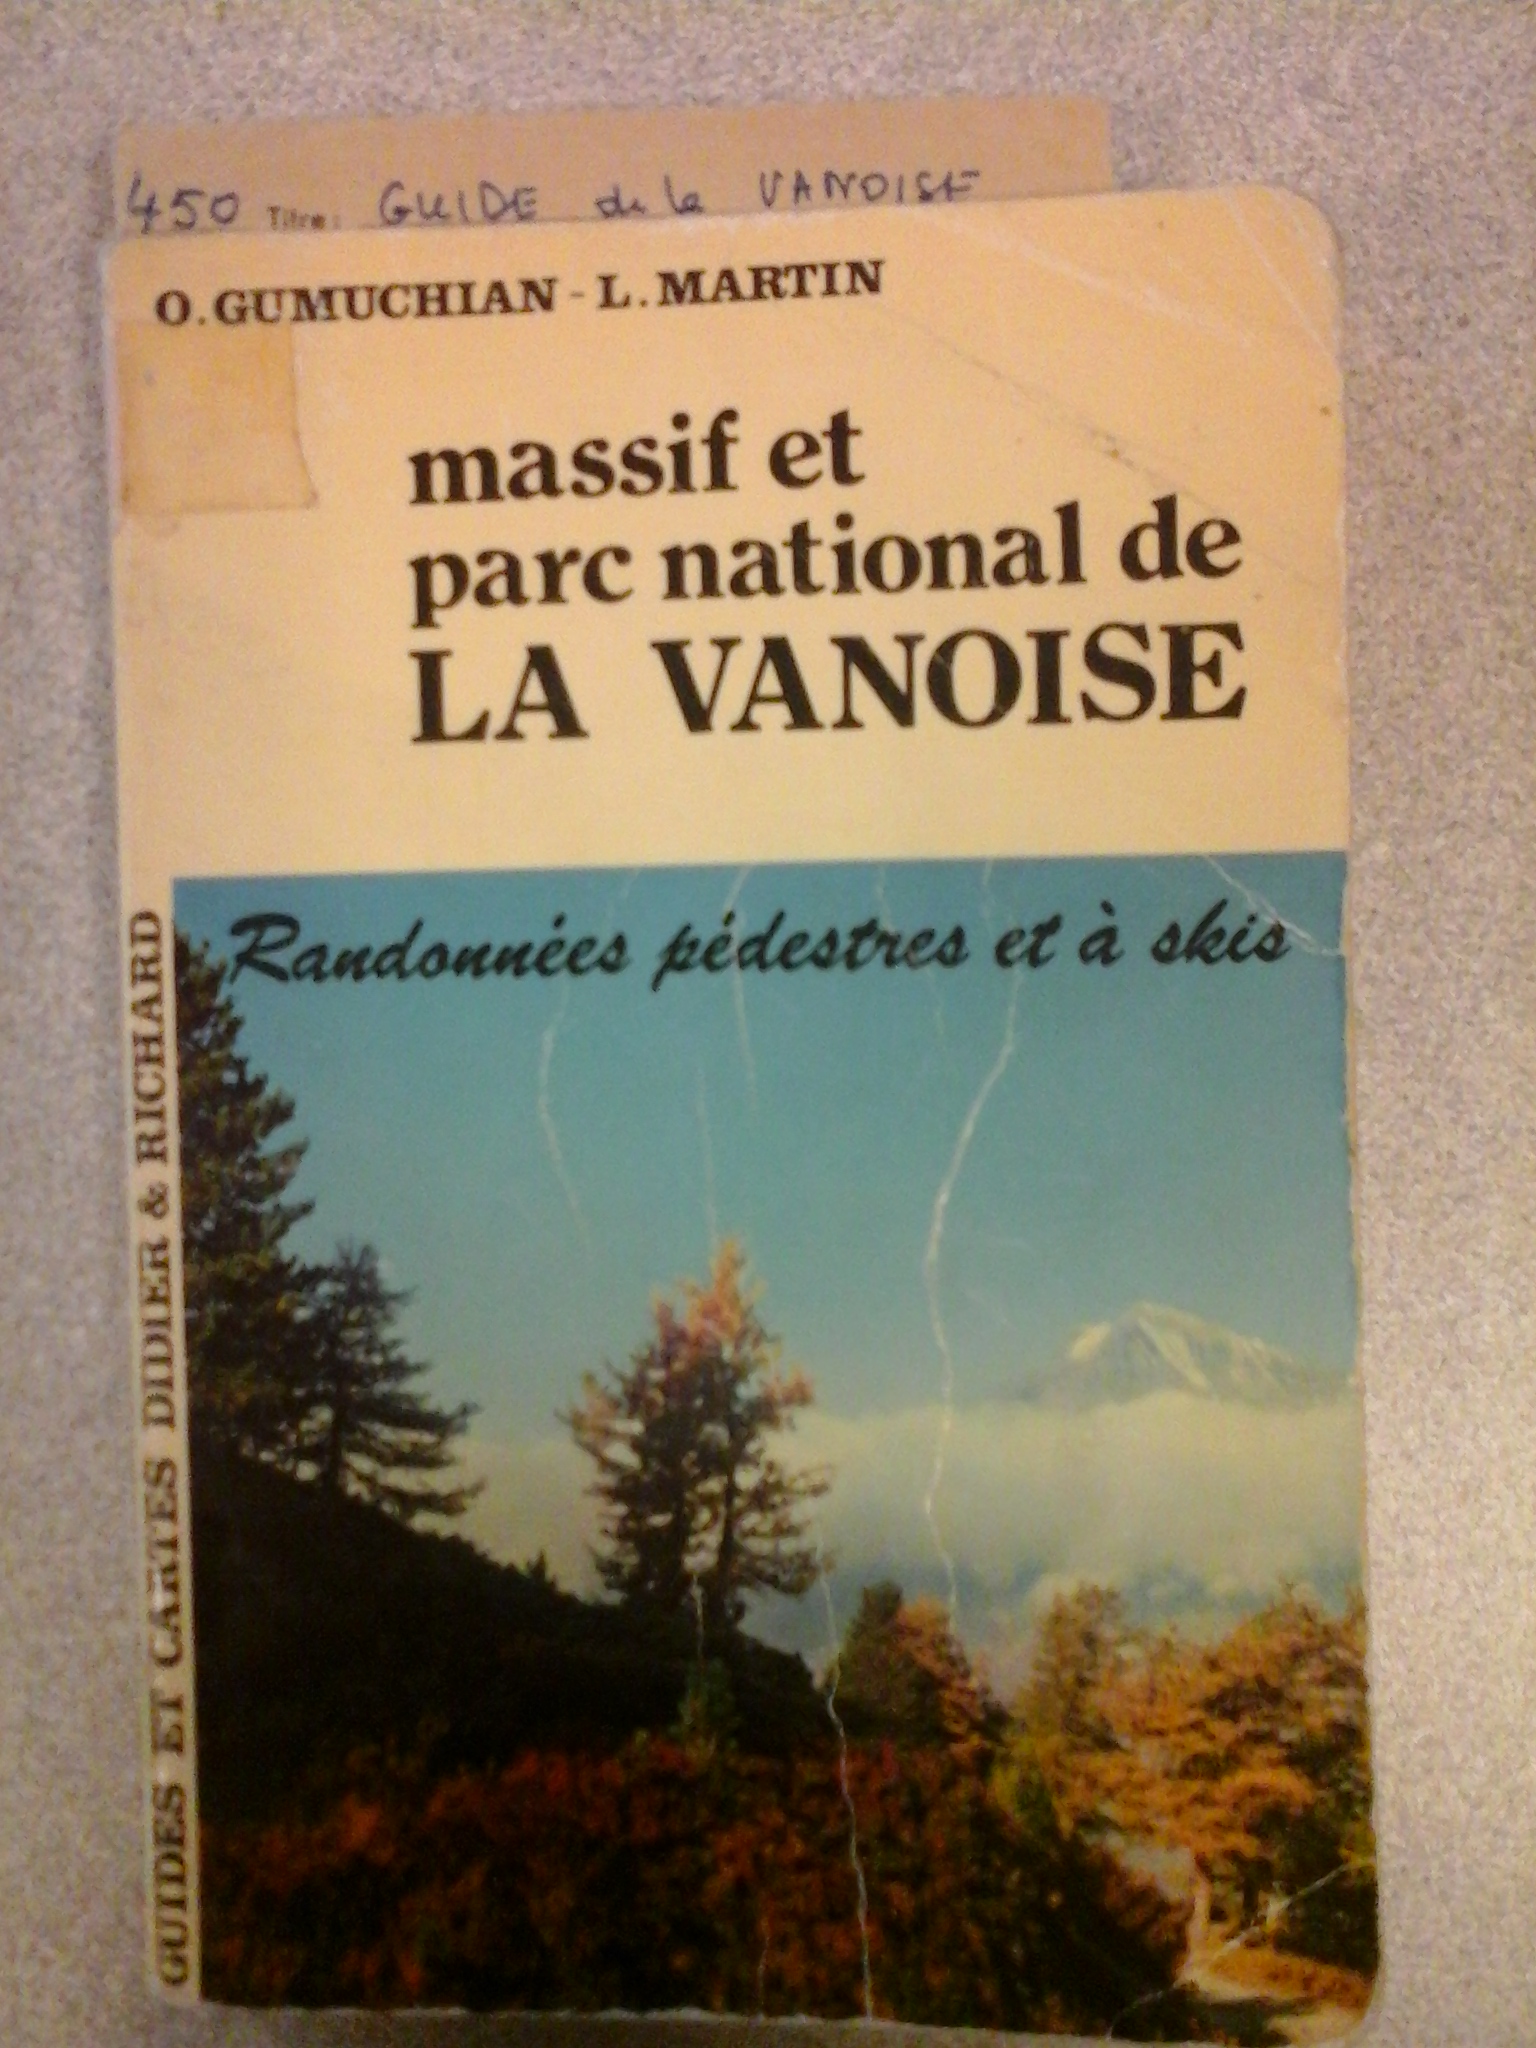 450 Titre: GUIDE de la VANOISE
O. GUMUCHIAN - L. MARTIN
massif et
parc national de
LA VANOISE
Randonnées pédestres et à skis
GUIDES ET CARTES DIDIER & RICHARD